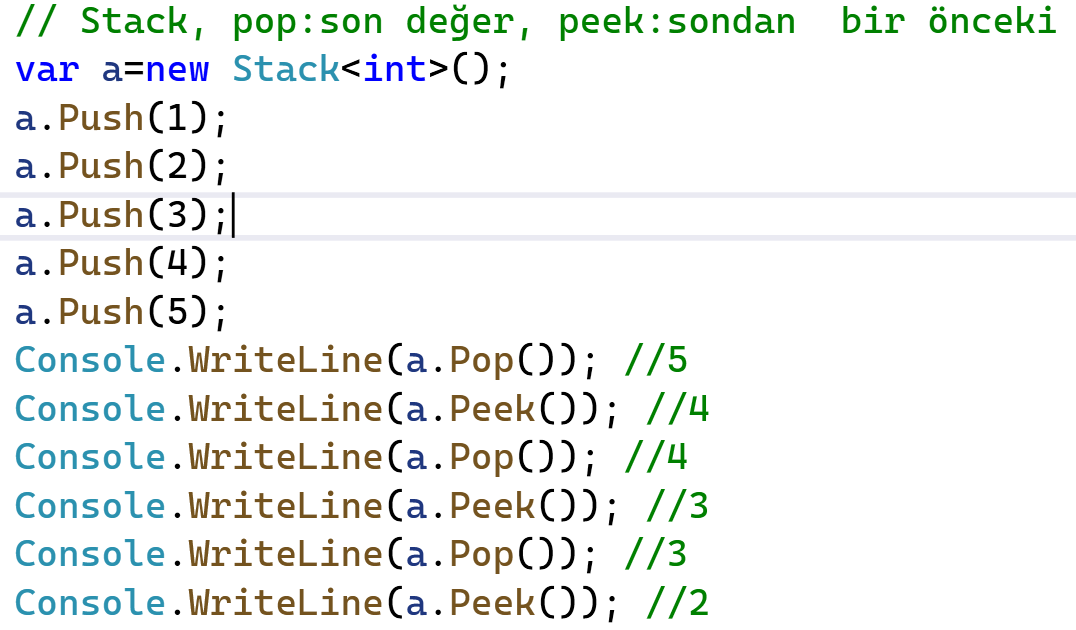 // Stack, pop:son değer, peek:sondan  bir önceki
var a=new Stack<int>();
a.Push(1);
a.Push(2);
a.Push(3);
a.Push(4);
a.Push(5);
Console.WriteLine(a.Pop()); //5
Console.WriteLine(a.Peek()); //4
Console.WriteLine(a.Pop()); //4
Console.WriteLine(a.Peek()); //3
Console.WriteLine(a.Pop()); //3
Console.WriteLine(a.Peek()); //2